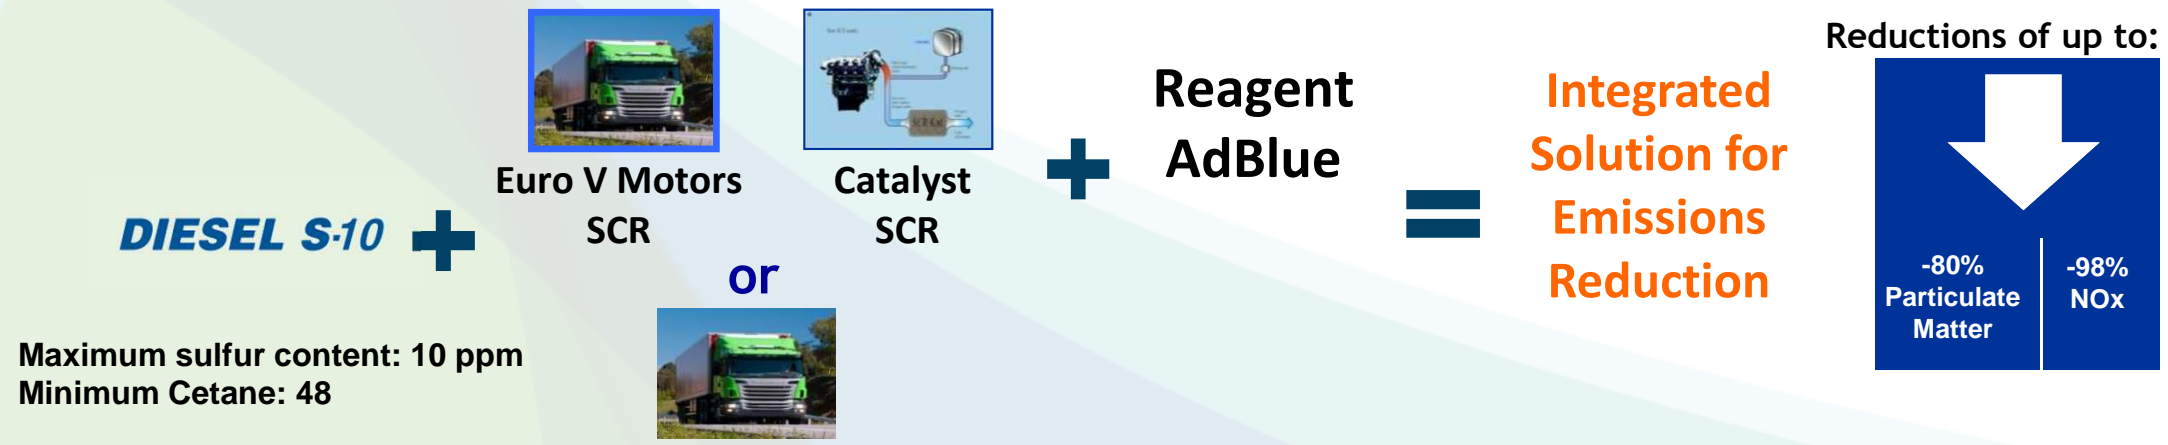 DIESEL S-10
Maximum sulfur content: 10 ppm
Minimum Cetane: 48
Euro V Motors
SCR
Catalyst
SCR
or
Reagent
AdBlue
Integrated
Solution for
Emissions
Reduction
Reductions of up to:
-80%
Particulate
Matter
-98%
NOx